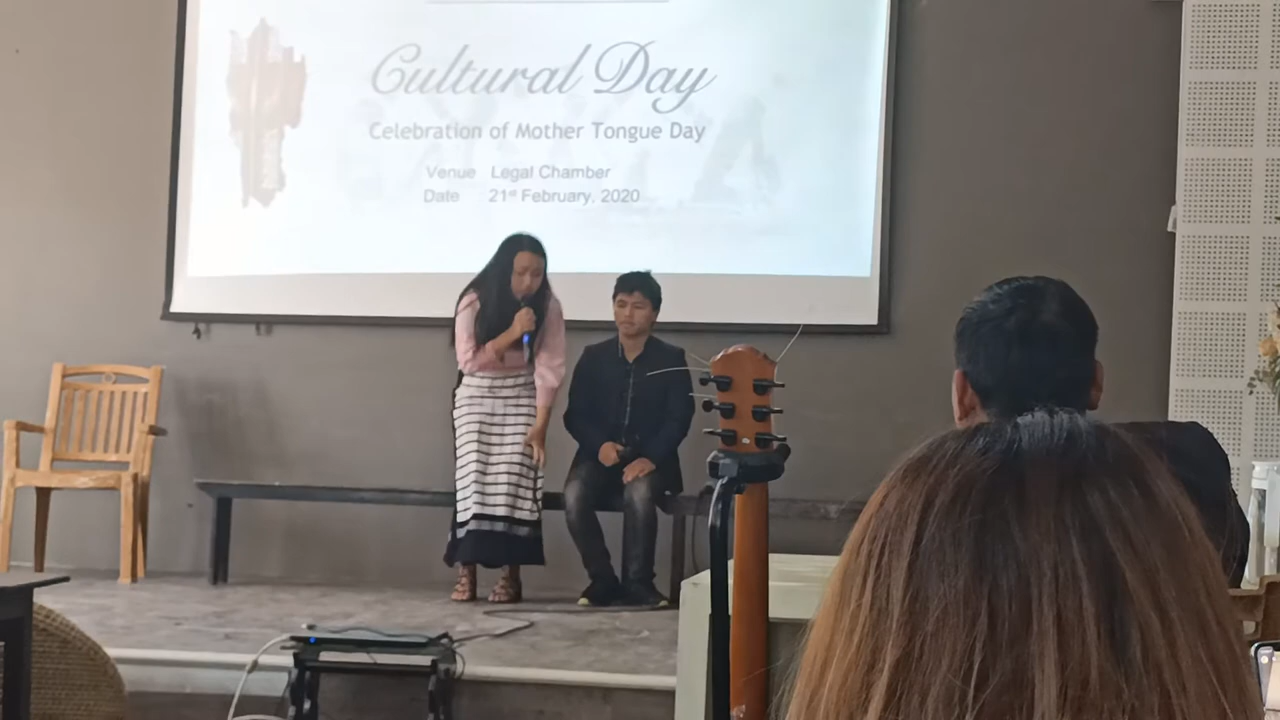 Cultural Day
Celebration of Mother Tongue Day
Venue Legal Chamber
Date 21st February, 2020